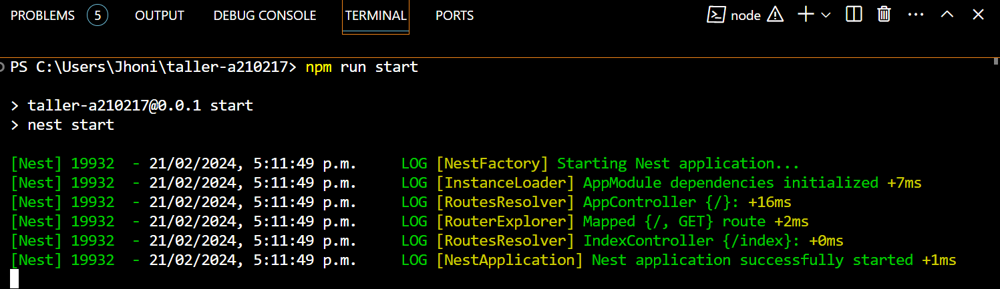 PROBLEMS 5 OUTPUT DEBUG CONSOLE TERMINAL PORTS node
PS C:\Users\Jhoni\taller-a210217> npm run start
> taller-a210217@0.0.1 start
> nest start
[Nest] 19932  - 21/02/2024, 5:11:49 p.m.     LOG [NestFactory] Starting Nest application...
[Nest] 19932  - 21/02/2024, 5:11:49 p.m.     LOG [InstanceLoader] AppModule dependencies initialized +7ms
[Nest] 19932  - 21/02/2024, 5:11:49 p.m.     LOG [RoutesResolver] AppController {/}: +16ms
[Nest] 19932  - 21/02/2024, 5:11:49 p.m.     LOG [RouterExplorer] Mapped {/, GET} route +2ms
[Nest] 19932  - 21/02/2024, 5:11:49 p.m.     LOG [RoutesResolver] IndexController {/index}: +0ms
[Nest] 19932  - 21/02/2024, 5:11:49 p.m.     LOG [NestApplication] Nest application successfully started +1ms